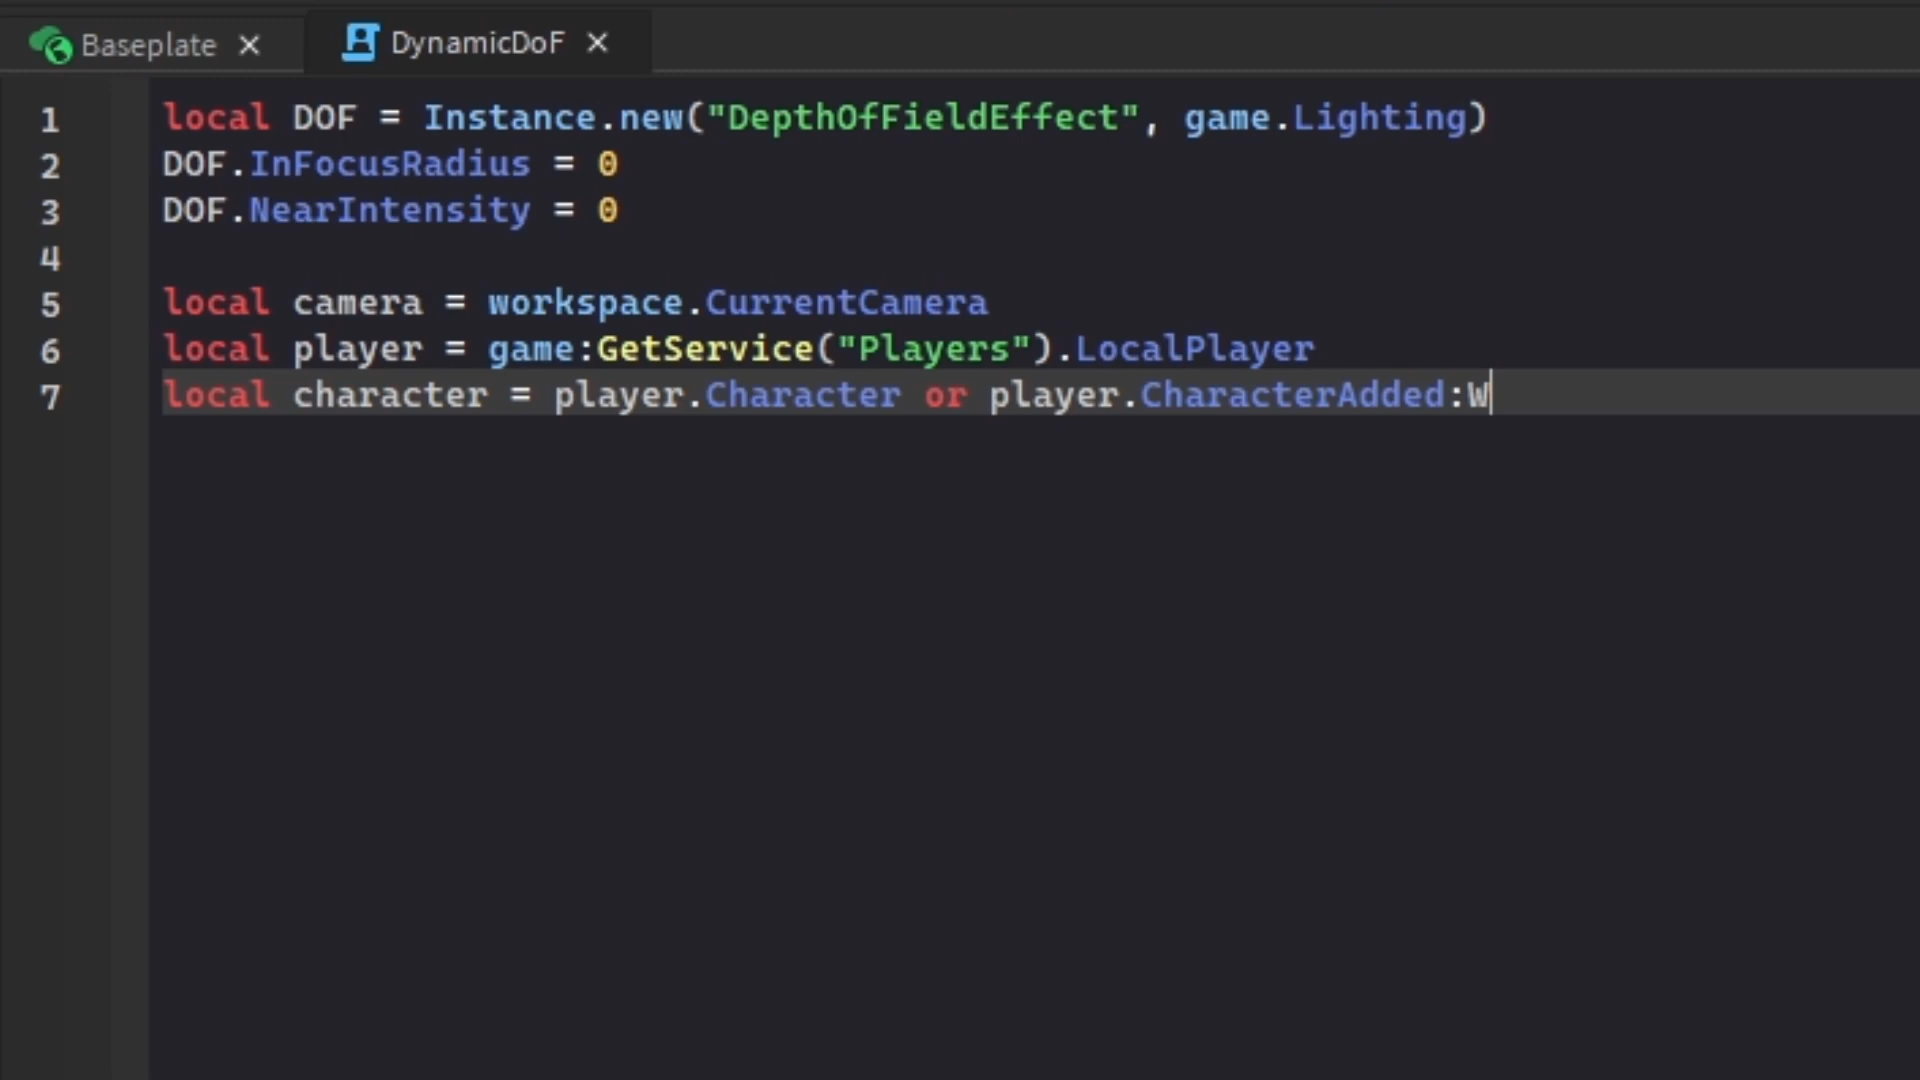 Baseplate
DynamicDoF
1 local DOF = Instance.new("DepthOfFieldEffect", game.Lighting)
2 DOF.InFocusRadius = 0
3 DOF.NearIntensity = 0
4
5 local camera = workspace.CurrentCamera
6 local player = game:GetService("Players").LocalPlayer
7 local character = player.Character or player.CharacterAdded:W